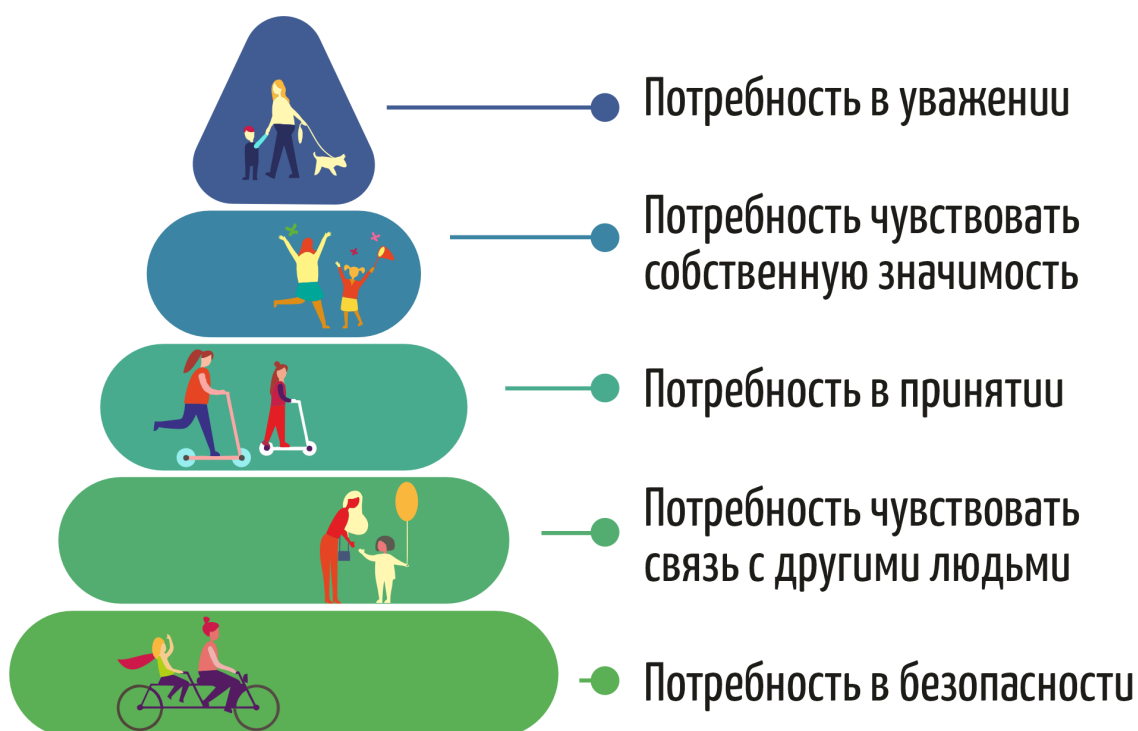 Потребность в уважении
Потребность чувствовать
собственную значимость
Потребность в принятии
Потребность чувствовать
связь с другими людьми
Потребность в безопасности